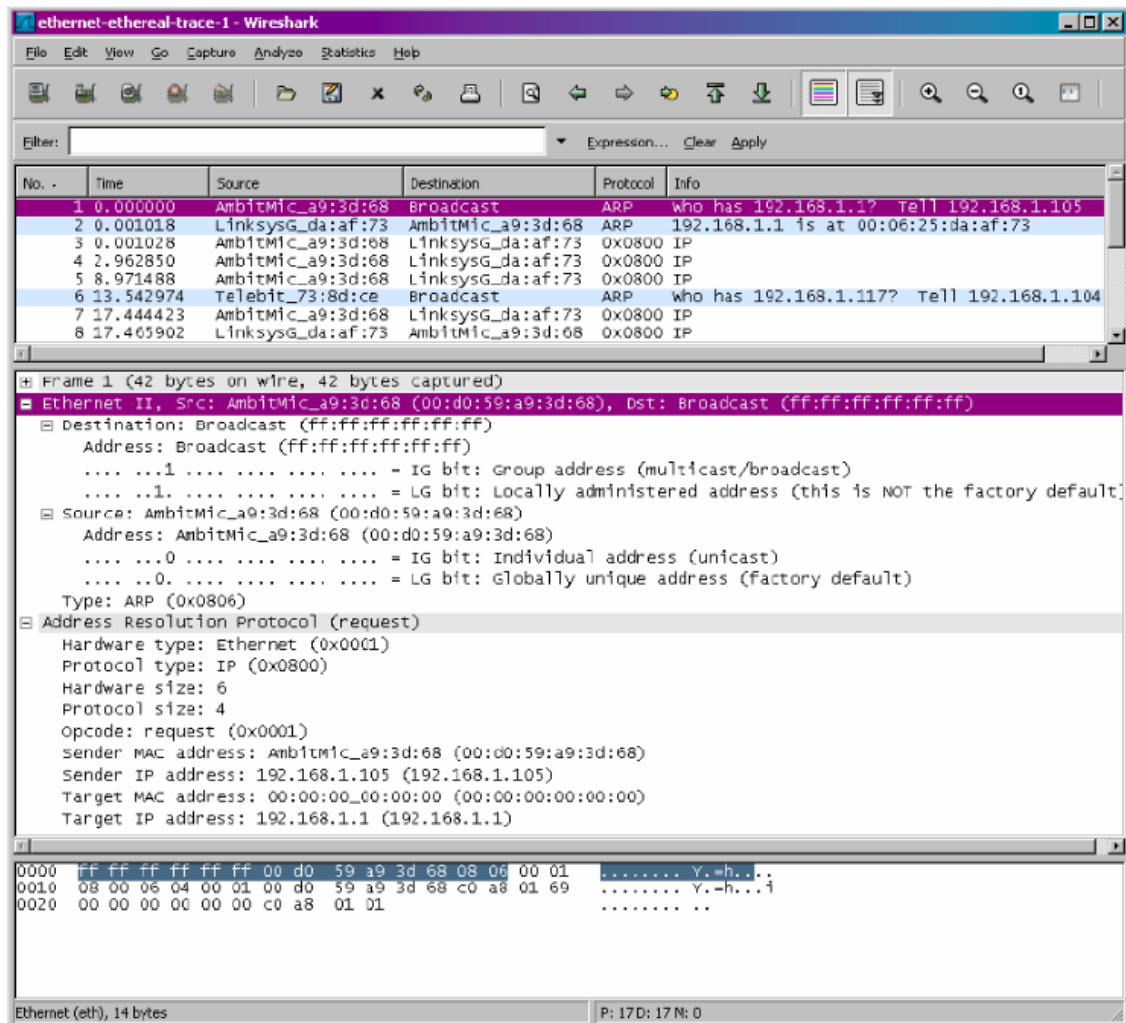 ethernet-ethereal-trace-1 - Wireshark
File Edit View Go Capture Analyze Statistics Help
Filter: Expression... Clear Apply
No. - Time Source Destination Protocol Info
1 0.000000 AmbitMic_a9:3d:68 Broadcast ARP who has 192.168.1.1? Tell 192.168.1.105
2 0.001018 LinksysG_da:af:73 AmbitMic_a9:3d:68 ARP 192.168.1.1 is at 00:06:25:da:af:73
3 0.001028 AmbitMic_a9:3d:68 LinksysG_da:af:73 0x0800 IP
4 2.962850 AmbitMic_a9:3d:68 LinksysG_da:af:73 0x0800 IP
5 8.971488 AmbitMic_a9:3d:68 LinksysG_da:af:73 0x0800 IP
6 13.542974 Telebit_73:8d:ce Broadcast ARP who has 192.168.1.117? Tell 192.168.1.104
7 17.444423 AmbitMic_a9:3d:68 LinksysG_da:af:73 0x0800 IP
8 17.465902 LinksysG_da:af:73 AmbitMic_a9:3d:68 0x0800 IP
Frame 1 (42 bytes on wire, 42 bytes captured)
Ethernet II, Src: AmbitMic_a9:3d:68 (00:d0:59:a9:3d:68), Dst: Broadcast (ff:ff:ff:ff:ff:ff)
Destination: Broadcast (ff:ff:ff:ff:ff:ff)
Address: Broadcast (ff:ff:ff:ff:ff:ff)
.... ...1 .... .... .... .... = IG bit: Group address (multicast/broadcast)
.... ..1. .... .... .... .... = LG bit: Locally administered address (this is NOT the factory default)
Source: AmbitMic_a9:3d:68 (00:d0:59:a9:3d:68)
Address: AmbitMic_a9:3d:68 (00:d0:59:a9:3d:68)
.... ...0 .... .... .... .... = IG bit: Individual address (unicast)
.... ..0. .... .... .... .... = LG bit: Globally unique address (factory default)
Type: ARP (0x0806)
Address Resolution Protocol (request)
Hardware type: Ethernet (0x0001)
Protocol type: IP (0x0800)
Hardware size: 6
Protocol size: 4
Opcode: request (0x0001)
Sender MAC address: AmbitMic_a9:3d:68 (00:d0:59:a9:3d:68)
Sender IP address: 192.168.1.105 (192.168.1.105)
Target MAC address: 00:00:00_00:00:00 (00:00:00:00:00:00)
Target IP address: 192.168.1.1 (192.168.1.1)
0000 ff ff ff ff ff ff 00 d0 59 a9 3d 68 08 06 00 01 ........ Y.=h....
0010 08 00 06 04 00 01 00 d0 59 a9 3d 68 c0 a8 01 69 ........ Y.=h...i
0020 00 00 00 00 00 00 c0 a8 01 01 ........ ..
Ethernet (eth), 14 bytes P: 17 D: 17 M: 0